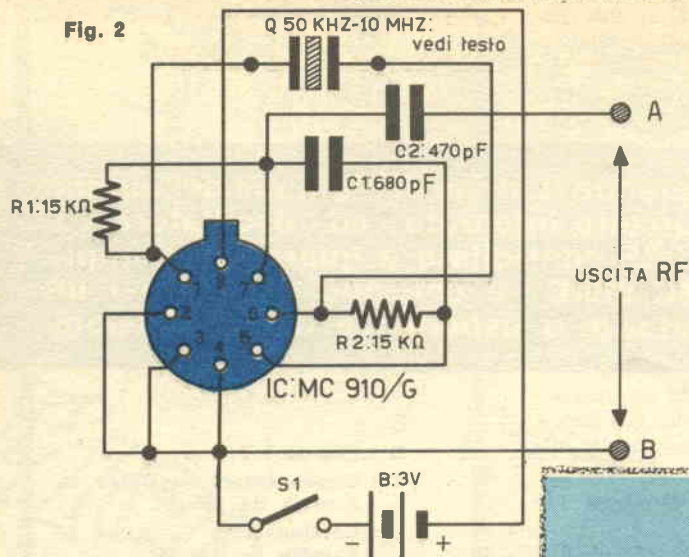 Fig. 2
Q 50 KHZ-10 MHZ:
vedi testo
A
C2:470pF
C1:680pF
R1:15 KΩ
USCITA RF
1
8
7
2
6
3
4
5
R2:15 KΩ
IC:MC 910/G
B
S1
B:3V
-
+